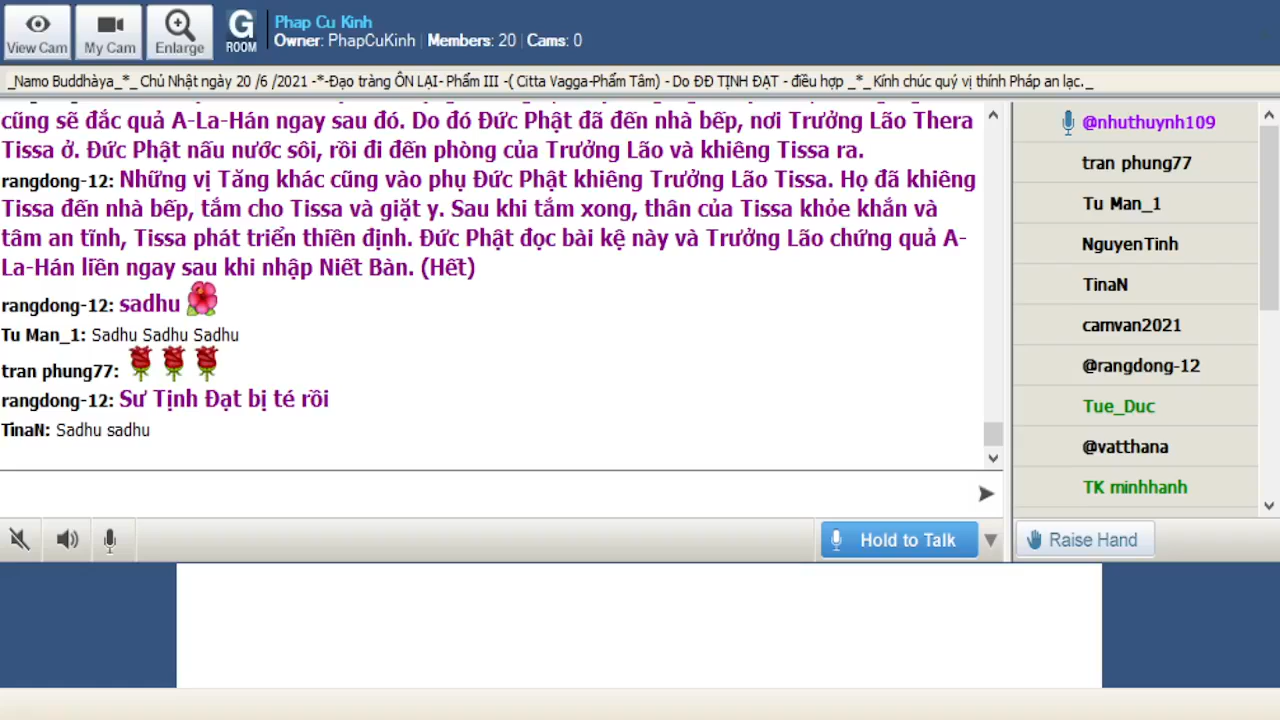 View Cam
My Cam
Enlarge
G
ROOM
Phap Cu Kinh
Owner: PhapCuKinh | Members: 20 | Cams: 0
_Namo Buddhàya_*_ Chủ Nhật ngày 20 /6 /2021 -*-Đạo tràng ÔN LẠI- Phẩm III -( Citta Vagga-Phẩm Tâm) - Do ĐĐ TỊNH ĐẠT - điều hợp _*_Kính chúc quý vị thính Pháp an lạc._
cũng sẽ đắc quả A-La-Hán ngay sau đó. Do đó Đức Phật đã đến nhà bếp, nơi Trưởng Lão Thera
Tissa ở. Đức Phật nấu nước sôi, rồi đi đến phòng của Trưởng Lão và khiêng Tissa ra.
rangdong-12: Những vị Tăng khác cũng vào phụ Đức Phật khiêng Trưởng Lão Tissa. Họ đã khiêng
Tissa đến nhà bếp, tắm cho Tissa và giặt y. Sau khi tắm xong, thân của Tissa khỏe khắn và
tâm an tĩnh, Tissa phát triển thiền định. Đức Phật đọc bài kệ này và Trưởng Lão chứng quả A-
La-Hán liền ngay sau khi nhập Niết Bàn. (Hết)
rangdong-12: sadhu
Tu Man_1: Sadhu Sadhu Sadhu
tran phung77:
rangdong-12: Sư Tịnh Đạt bị té rồi
TinaN: Sadhu sadhu
@nhuthuynh109
tran phung77
Tu Man_1
NguyenTinh
TinaN
camvan2021
@rangdong-12
Tue_Duc
@vatthana
TK minhhanh
Hold to Talk
Raise Hand